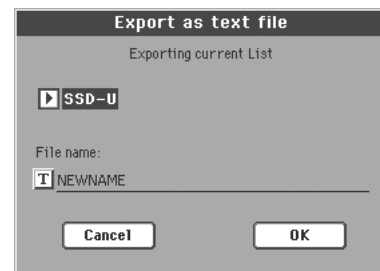 Export as text file
Exporting current List
SSD-U
File name:
T NEWNAME
Cancel OK